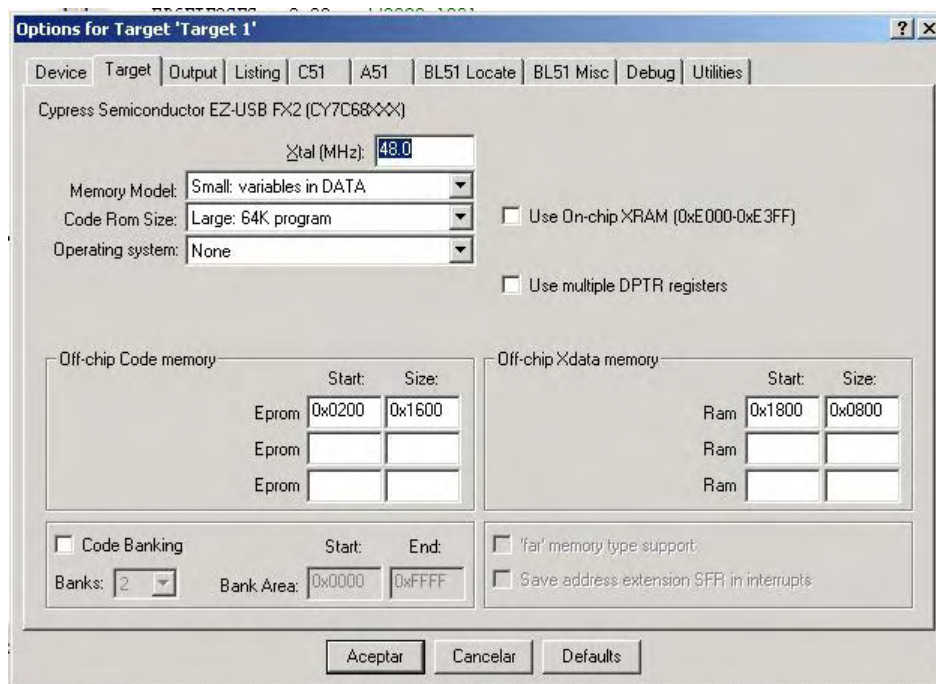 Options for Target 'Target 1'
Device Target Output Listing C51 A51 BL51 Locate BL51 Misc Debug Utilities
Cypress Semiconductor EZ-USB FX2 (CY7C68XXX)
Xtal (MHz): 48.0
Memory Model: Small: variables in DATA
Code Rom Size: Large: 64K program
Use On-chip XRAM (0xE000-0xE3FF)
Operating system: None
Use multiple DPTR registers
Off-chip Code memory
Start: Size:
Eprom 0x0200 0x1600
Eprom
Eprom
Off-chip Xdata memory
Start: Size:
Ram 0x1800 0x0800
Ram
Ram
Code Banking Start: End:
Banks: 2 Bank Area: 0x0000 0xFFFF
'far' memory type support
Save address extension SFR in interrupts
Aceptar Cancelar Defaults